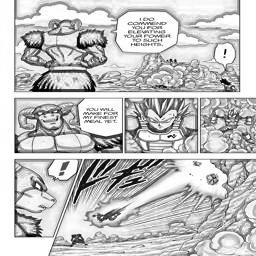 I DO
COMMEND
YOU FOR
ELEVATING
YOUR POWER
TO SUCH
HEIGHTS.
!
YOU WILL
MAKE FOR
MY FINEST
MEAL YET.
!